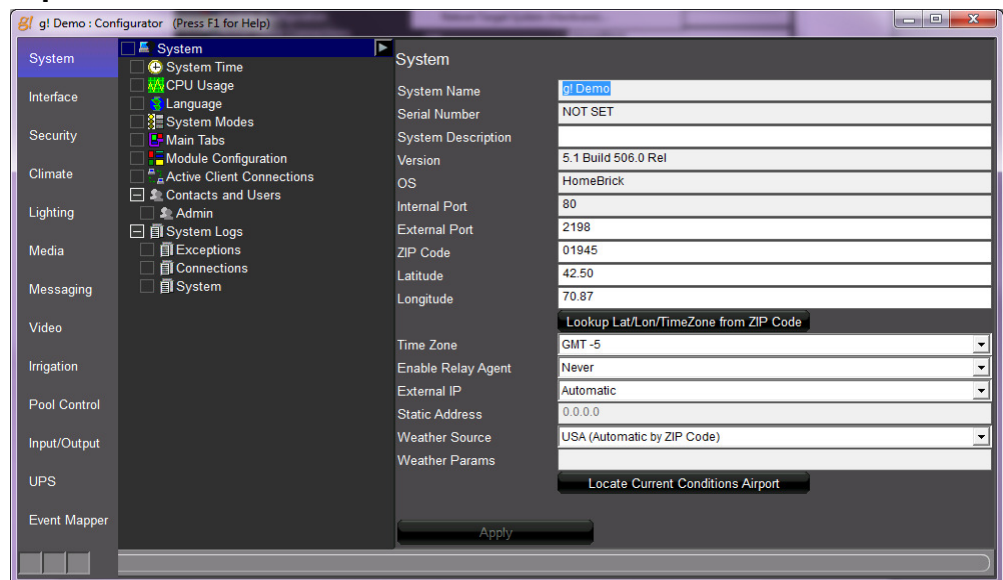 g! Demo : Configurator (Press F1 for Help)
System
Interface
Security
Climate
Lighting
Media
Messaging
Video
Irrigation
Pool Control
Input/Output
UPS
Event Mapper
System
System Time
CPU Usage
Language
System Modes
Main Tabs
Module Configuration
Active Client Connections
Contacts and Users
Admin
System Logs
Exceptions
Connections
System
System
System Name g! Demo
Serial Number NOT SET
System Description
Version 5.1 Build 506.0 Rel
OS HomeBrick
Internal Port 80
External Port 2198
ZIP Code 01945
Latitude 42.50
Longitude 70.87
Lookup Lat/Lon/TimeZone from ZIP Code
Time Zone GMT -5
Enable Relay Agent Never
External IP Automatic
Static Address 0.0.0.0
Weather Source USA (Automatic by ZIP Code)
Weather Params
Locate Current Conditions Airport
Apply